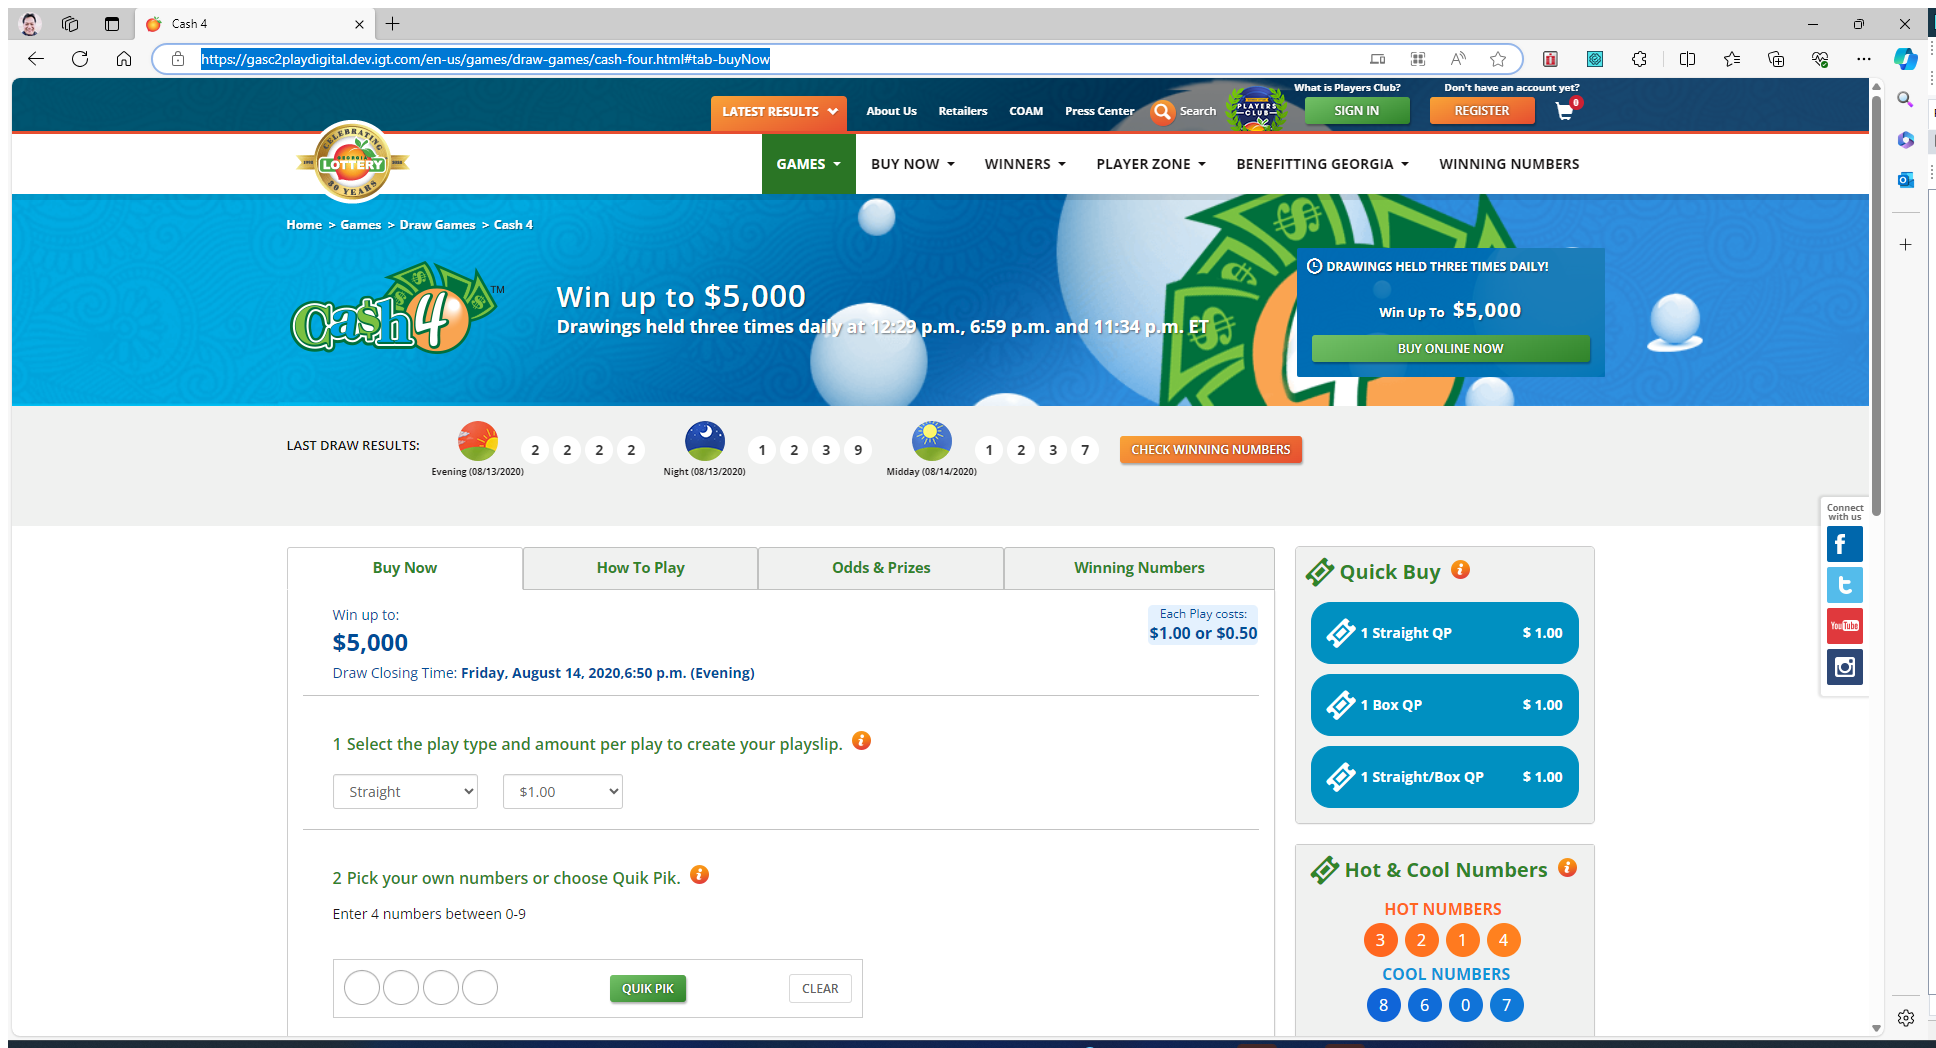 Cash 4
https://gasc2playdigital.dev.igt.com/en-us/games/draw-games/cash-four.html#tab-buyNow
What is Players Club?
Don't have an account yet?
LATEST RESULTS
About Us
Retailers
COAM
Press Center
Search
PLAYERS
CLUB
SIGN IN
REGISTER
0
CELEBRATING
GEORGIA
LOTTERY
30 YEARS
GAMES
BUY NOW
WINNERS
PLAYER ZONE
BENEFITTING GEORGIA
WINNING NUMBERS
Home > Games > Draw Games > Cash 4
Cash 4 TM
Win up to $5,000
Drawings held three times daily at 12:29 p.m., 6:59 p.m. and 11:34 p.m. ET
DRAWINGS HELD THREE TIMES DAILY!
Win Up To $5,000
BUY ONLINE NOW
LAST DRAW RESULTS:
2 2 2 2
Evening (08/13/2020)
1 2 3 9
Night (08/13/2020)
1 2 3 7
Midday (08/14/2020)
CHECK WINNING NUMBERS
Connect
with us
You Tube
Buy Now
How To Play
Odds & Prizes
Winning Numbers
Win up to:
$5,000
Draw Closing Time: Friday, August 14, 2020,6:50 p.m. (Evening)
Each Play costs:
$1.00 or $0.50
1 Select the play type and amount per play to create your playslip.
Straight
$1.00
2 Pick your own numbers or choose Quik Pik.
Enter 4 numbers between 0-9
QUIK PIK
CLEAR
Quick Buy
1 Straight QP $ 1.00
1 Box QP $ 1.00
1 Straight/Box QP $ 1.00
Hot & Cool Numbers
HOT NUMBERS
3 2 1 4
COOL NUMBERS
8 6 0 7